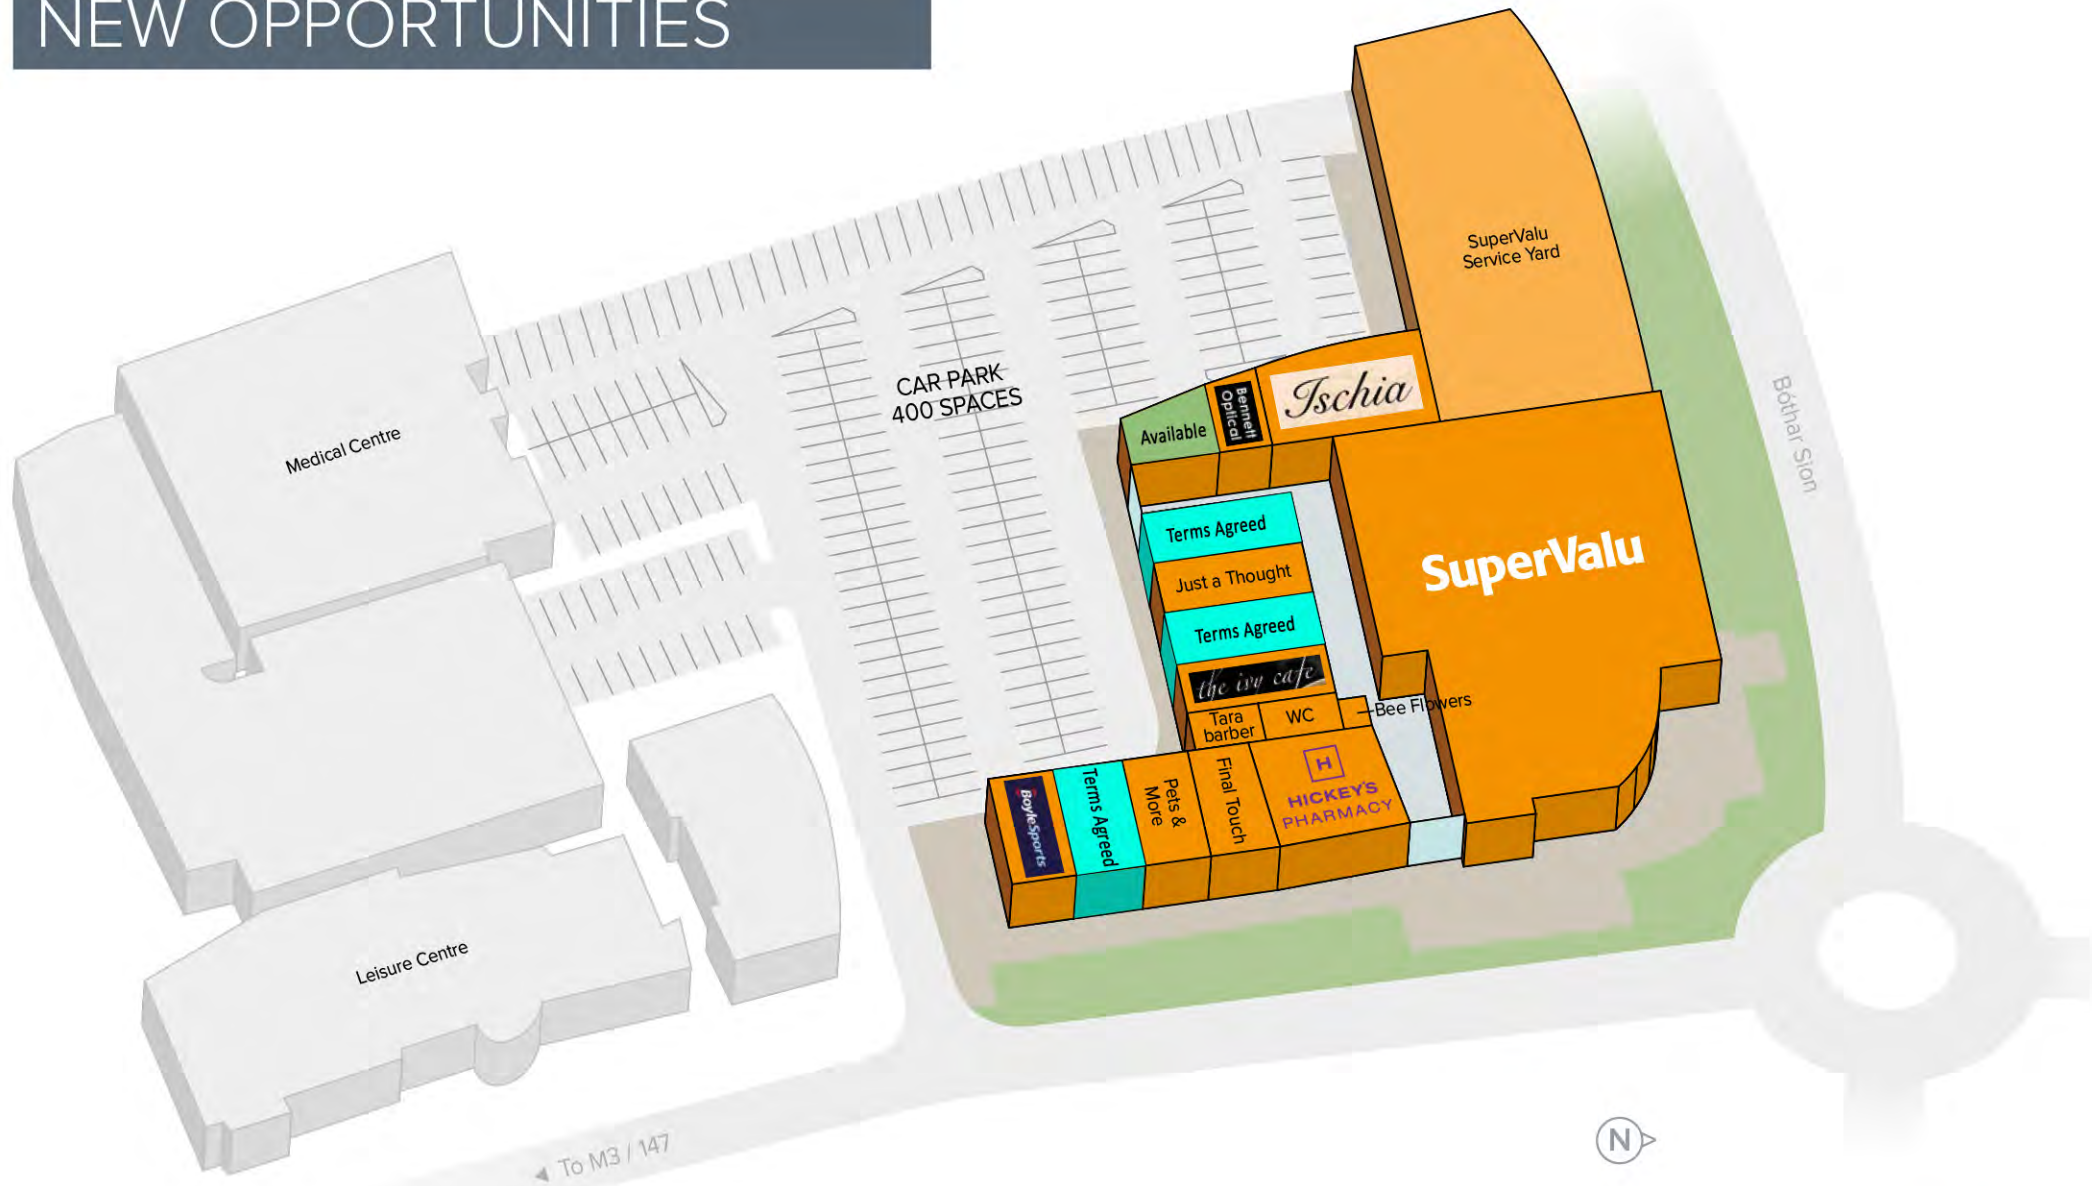 NEW OPPORTUNITIES
SuperValu
Service Yard
CAR PARK
400 SPACES
Medical Centre
Available
Bennett
Optical
Ischia
Bóthar Sion
Terms Agreed
Just a Thought
Terms Agreed
the ivy cafe
Tara
barber
WC
Bee Flowers
SuperValu
BoyleSports
Terms Agreed
Pets &
More
Final Touch
H
HICKEY'S
PHARMACY
Leisure Centre
To M3 / 147
N